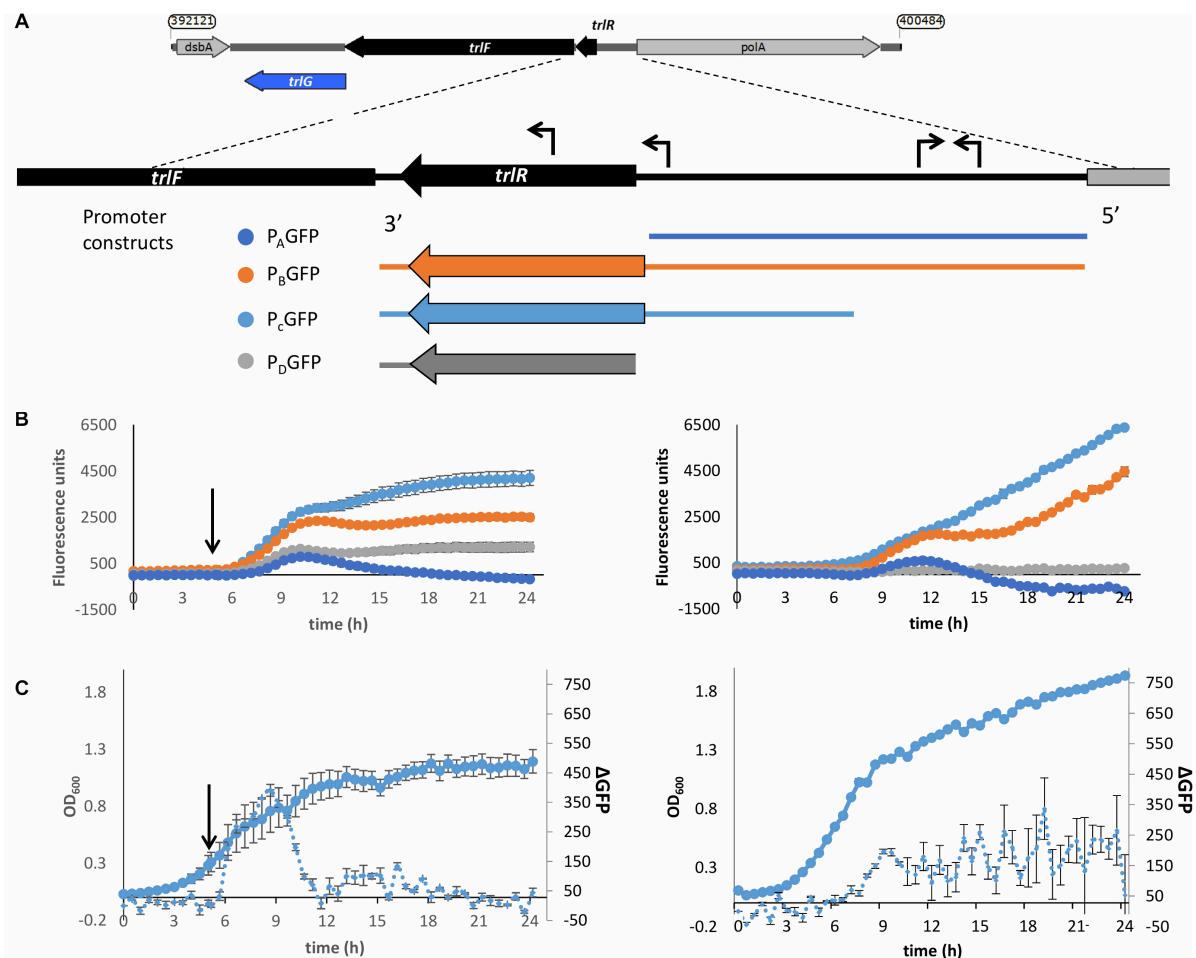 A
392121
trlR
400484
dsbA
trlF
polA
trlG
trlF
trlR
Promoter
constructs
3’
5’
PAGFP
PBGFP
PcGFP
PDGFP
B
6500
4500
2500
500
-1500
Fluorescence units
0 3 6 9 12 15 18 21 24
time (h)
6500
4500
2500
500
-1500
Fluorescence units
0 3 6 9 12 15 18 21 24
time (h)
C
1.8
1.3
0.8
0.3
-0.2
OD600
750
650
550
450
350
250
150
50
-50
ΔGFP
0 3 6 9 12 15 18 21 24
time (h)
1.8
1.3
0.8
0.3
-0.2
OD600
750
650
550
450
350
250
150
50
-50
ΔGFP
0 3 6 9 12 15 18 21 24
time (h)